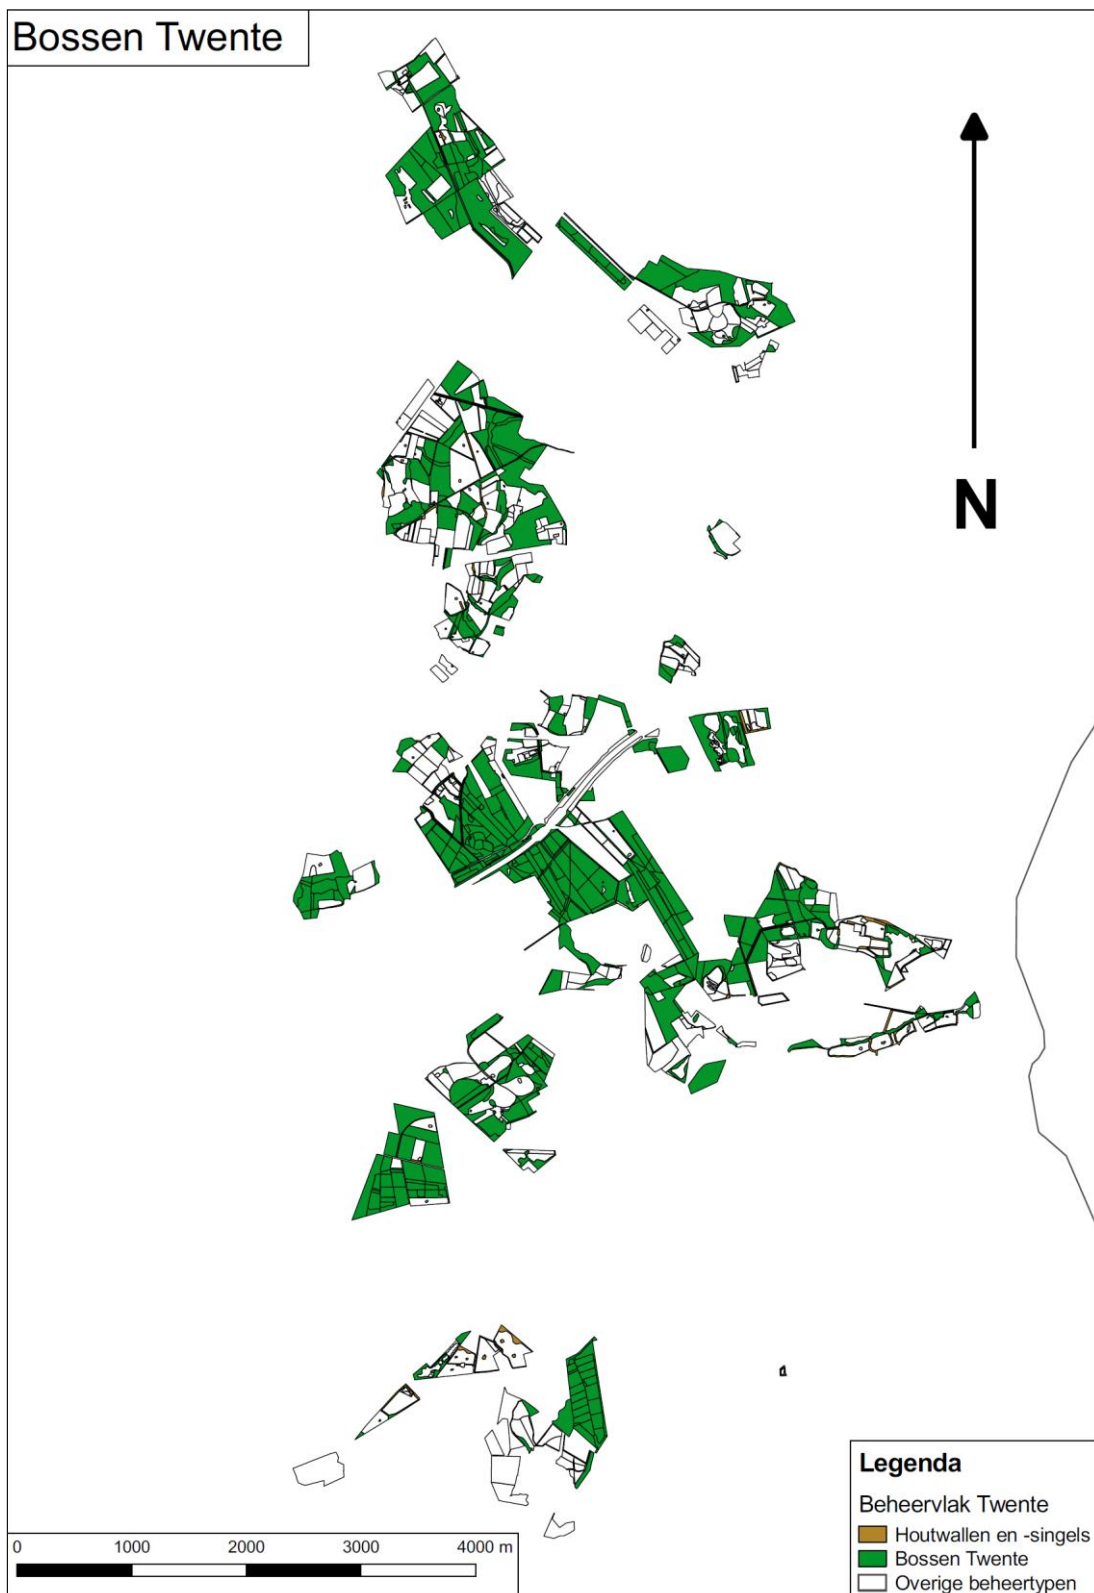 Bossen Twente
N
Legenda
Beheervlak Twente
Houtwallen en -singels
Bossen Twente
Overige beheertypen
0 1000 2000 3000 4000 m